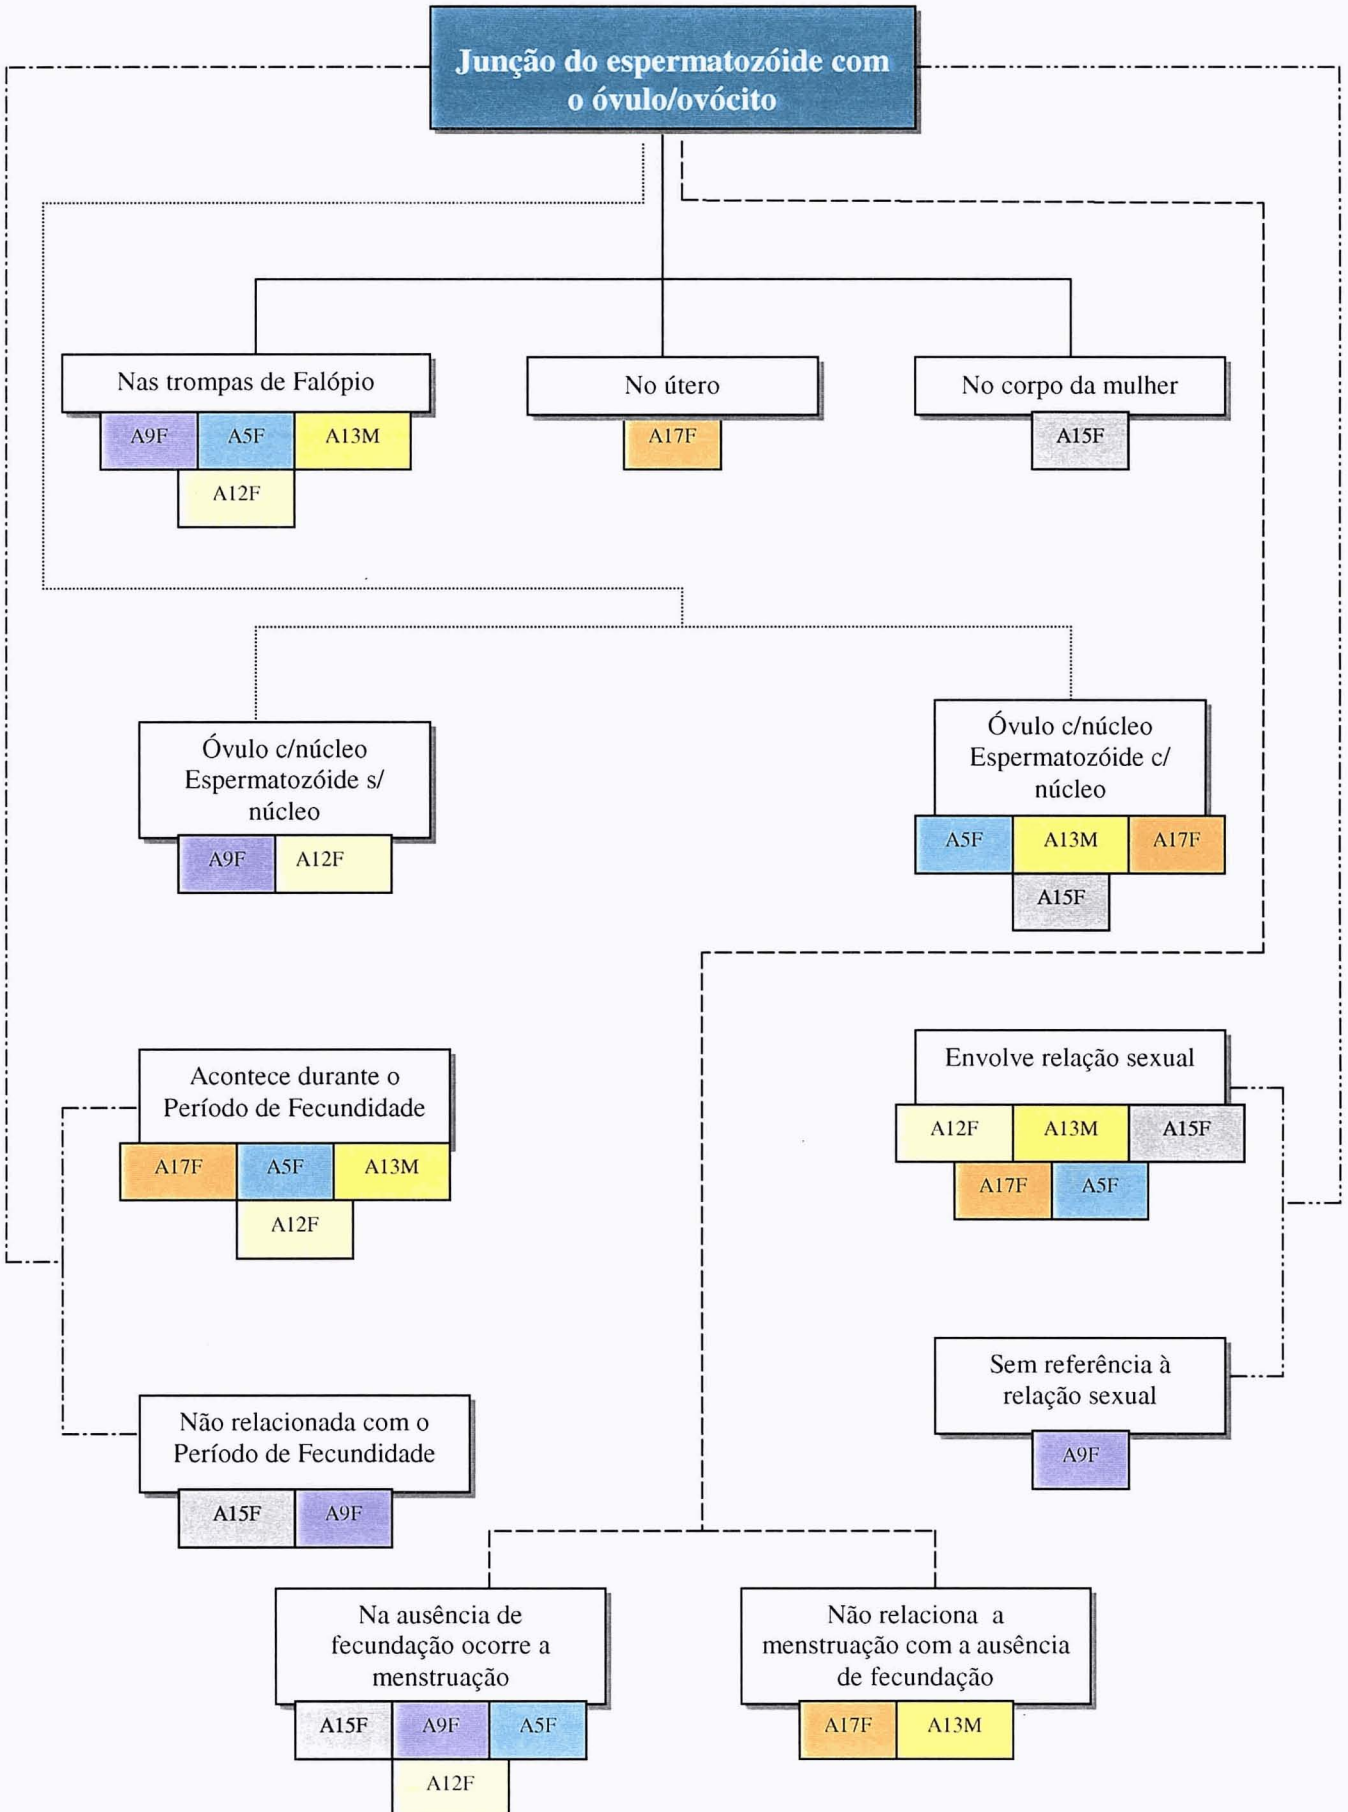 Junção do espermatozóide com
o óvulo/ovócito
Nas trompas de Falópio
A9F A5F A13M
A12F
No útero
A17F
No corpo da mulher
A15F
Óvulo c/núcleo
Espermatozóide s/
núcleo
A9F A12F
Óvulo c/núcleo
Espermatozóide c/
núcleo
A5F A13M A17F
A15F
Acontece durante o
Período de Fecundidade
A17F A5F A13M
A12F
Envolve relação sexual
A12F A13M A15F
A17F A5F
Não relacionada com o
Período de Fecundidade
A15F A9F
Sem referência à
relação sexual
A9F
Na ausência de
fecundação ocorre a
menstruação
A15F A9F A5F
A12F
Não relaciona a
menstruação com a ausência
de fecundação
A17F A13M